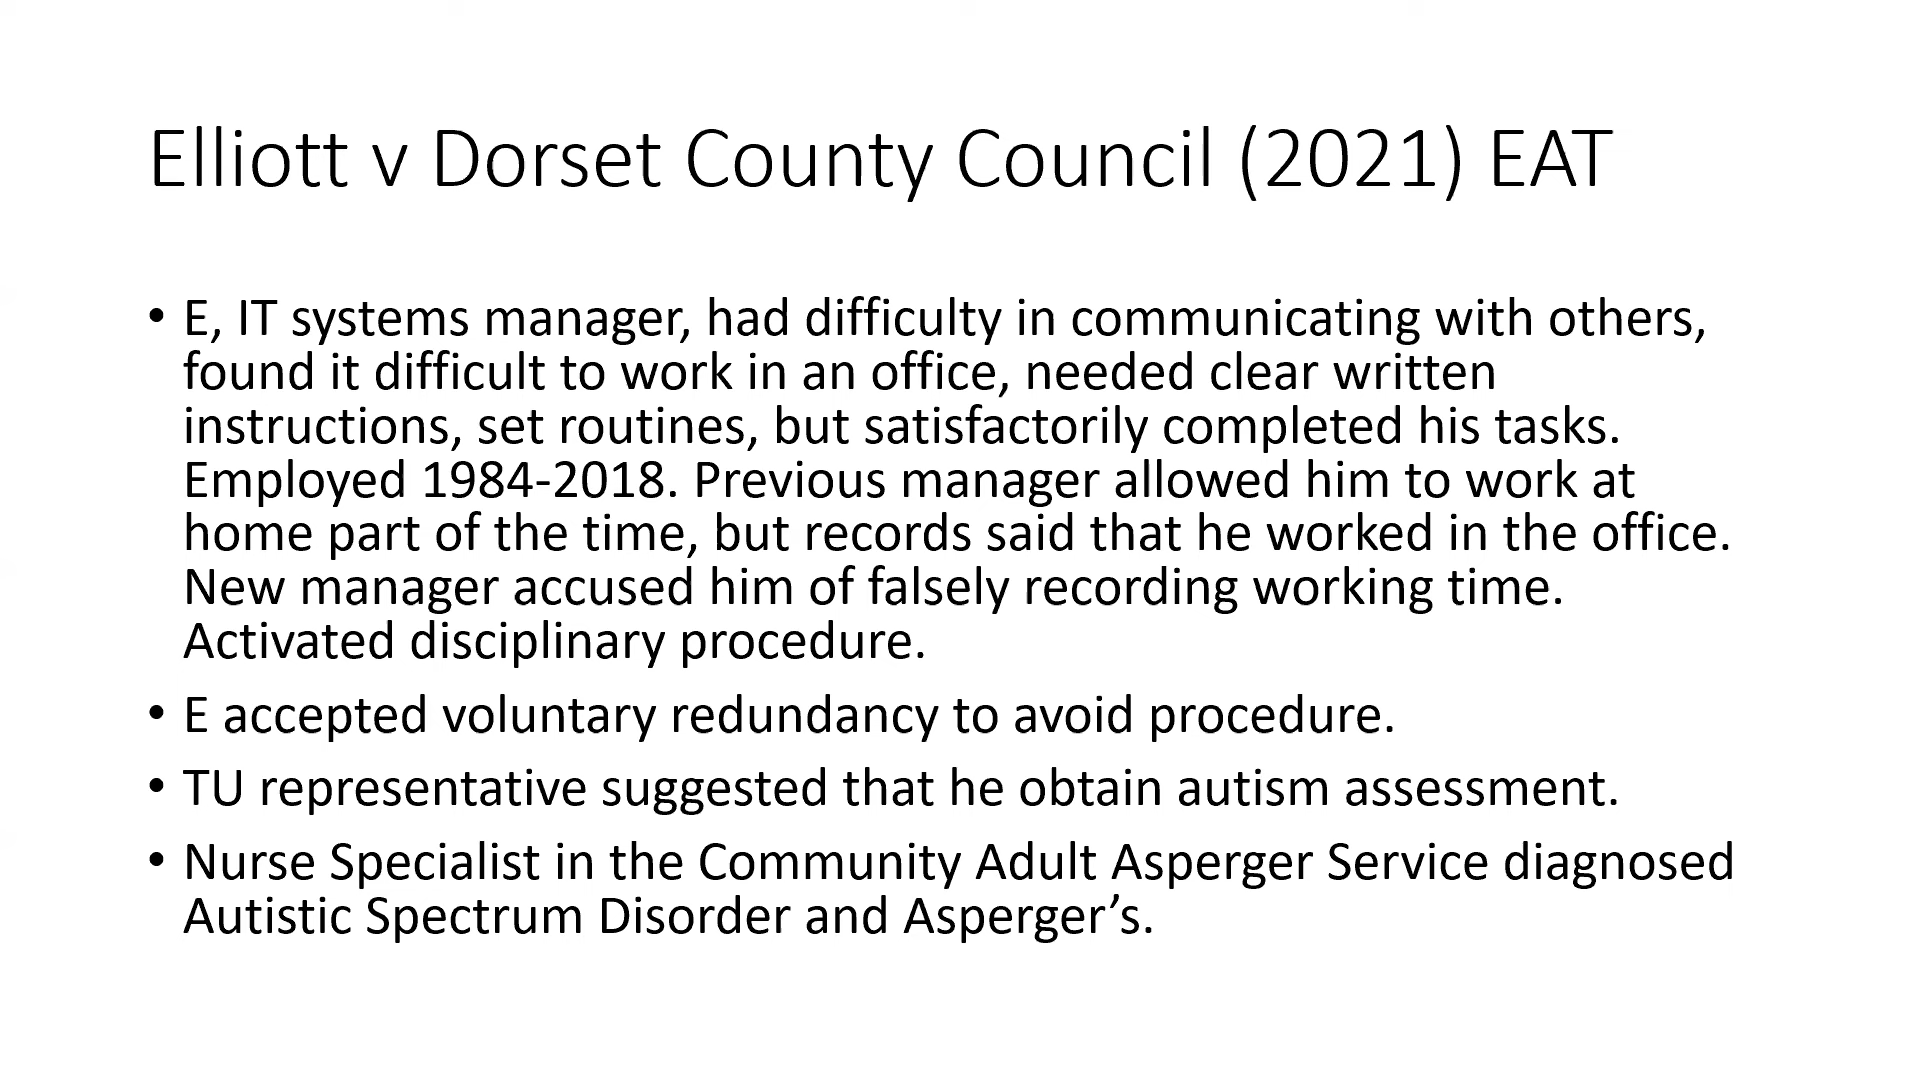 Elliott v Dorset County Council (2021) EAT
• E, IT systems manager, had difficulty in communicating with others,
found it difficult to work in an office, needed clear written
instructions, set routines, but satisfactorily completed his tasks.
Employed 1984-2018. Previous manager allowed him to work at
home part of the time, but records said that he worked in the office.
New manager accused him of falsely recording working time.
Activated disciplinary procedure.
• E accepted voluntary redundancy to avoid procedure.
• TU representative suggested that he obtain autism assessment.
• Nurse Specialist in the Community Adult Asperger Service diagnosed
Autistic Spectrum Disorder and Asperger’s.